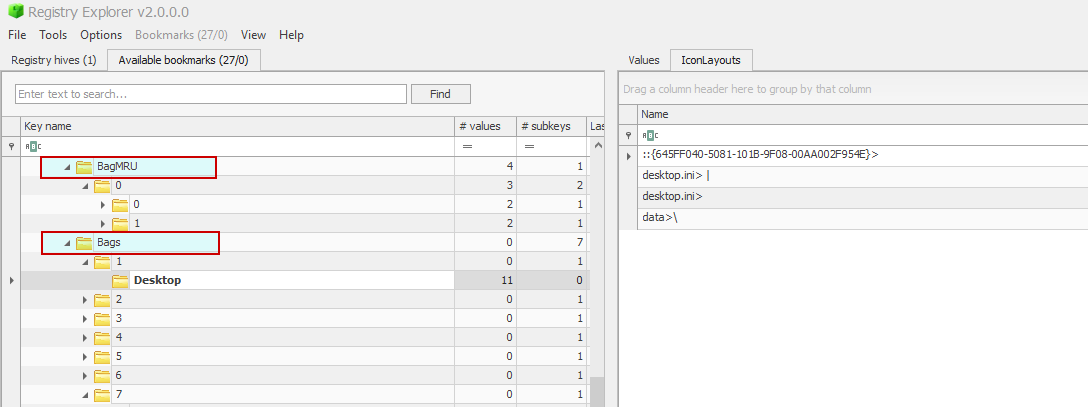 Registry Explorer v2.0.0.0
File Tools Options Bookmarks (27/0) View Help
Registry hives (1) Available bookmarks (27/0)
Enter text to search... Find
Key name # values # subkeys Las
= =
BagMRU 4 1
0 3 2
0 2 1
1 2 1
Bags 0 7
1 0 1
Desktop 11 0
2 0 1
3 0 1
4 0 1
5 0 1
6 0 1
7 0 1
Values IconLayouts
Drag a column header here to group by that column
Name
ABC
::{645FF040-5081-101B-9F08-00AA002F954E}>
desktop.ini> |
desktop.ini>
data>\